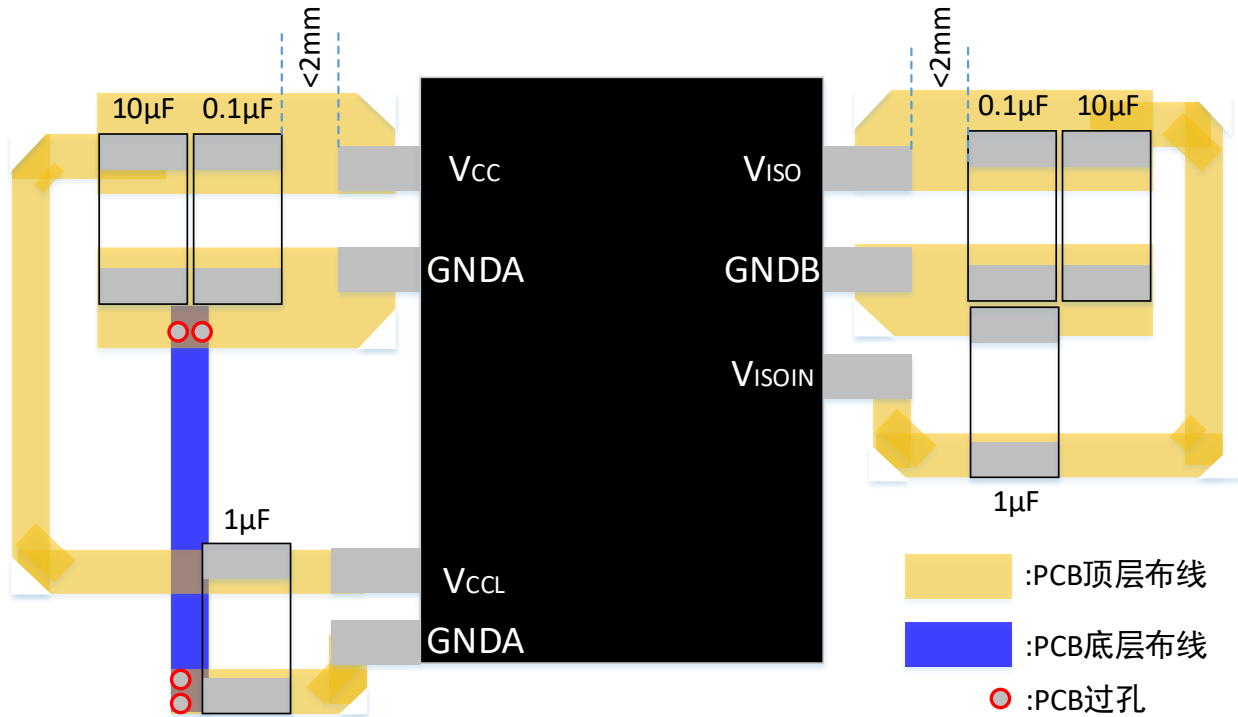 <2mm
<2mm
10μF 0.1μF
0.1μF 10μF
VCC
VISO
GNDA
GNDB
VISOIN
1μF
1μF
VCCL
GNDA
:PCB顶层布线
:PCB底层布线
:PCB过孔